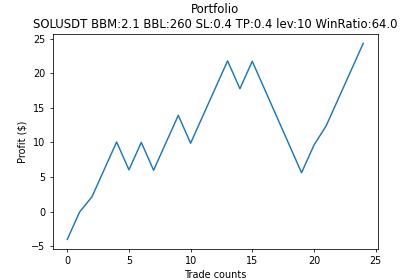 Portfolio
SOLUSDT BBM:2.1 BBL:260 SL:0.4 TP:0.4 lev:10 WinRatio:64.0
25
20
15
10
5
0
−5
Profit ($)
0 5 10 15 20 25
Trade counts